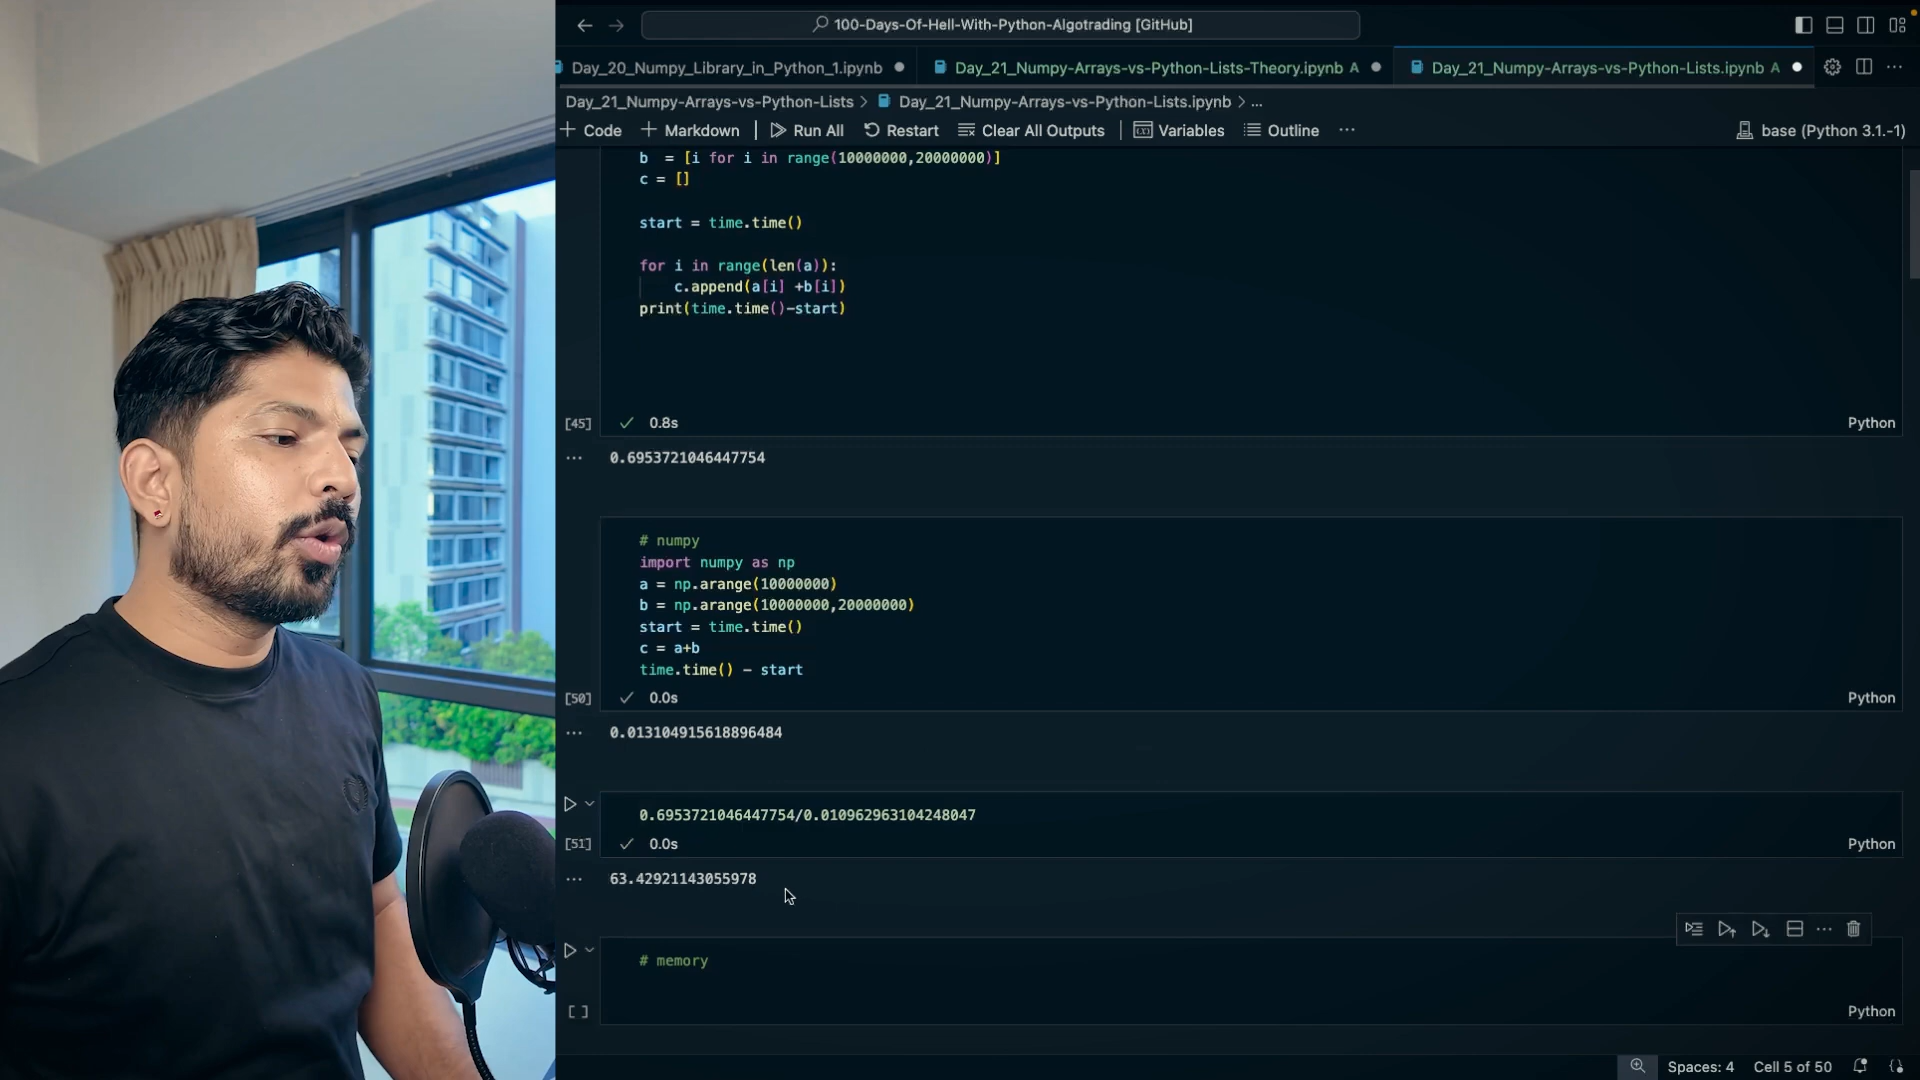 100-Days-Of-Hell-With-Python-Algotrading [GitHub]
Day_20_Numpy_Library_in_Python_1.ipynb
Day_21_Numpy-Arrays-vs-Python-Lists-Theory.ipynb A
Day_21_Numpy-Arrays-vs-Python-Lists.ipynb A
Day_21_Numpy-Arrays-vs-Python-Lists > Day_21_Numpy-Arrays-vs-Python-Lists.ipynb > ...
+ Code + Markdown Run All Restart Clear All Outputs Variables Outline ... base (Python 3.1.-1)
b  = [i for i in range(10000000,20000000)]
c = []
start = time.time()
for i in range(len(a)):
    c.append(a[i] +b[i])
print(time.time()-start)
[45] 0.8s Python
... 0.6953721046447754
# numpy
import numpy as np
a = np.arange(10000000)
b = np.arange(10000000,20000000)
start = time.time()
c = a+b
time.time() - start
[50] 0.0s Python
... 0.013104915618896484
0.6953721046447754/0.010962963104248047
[51] 0.0s Python
... 63.42921143055978
# memory
[ ] Python
Spaces: 4 Cell 5 of 50